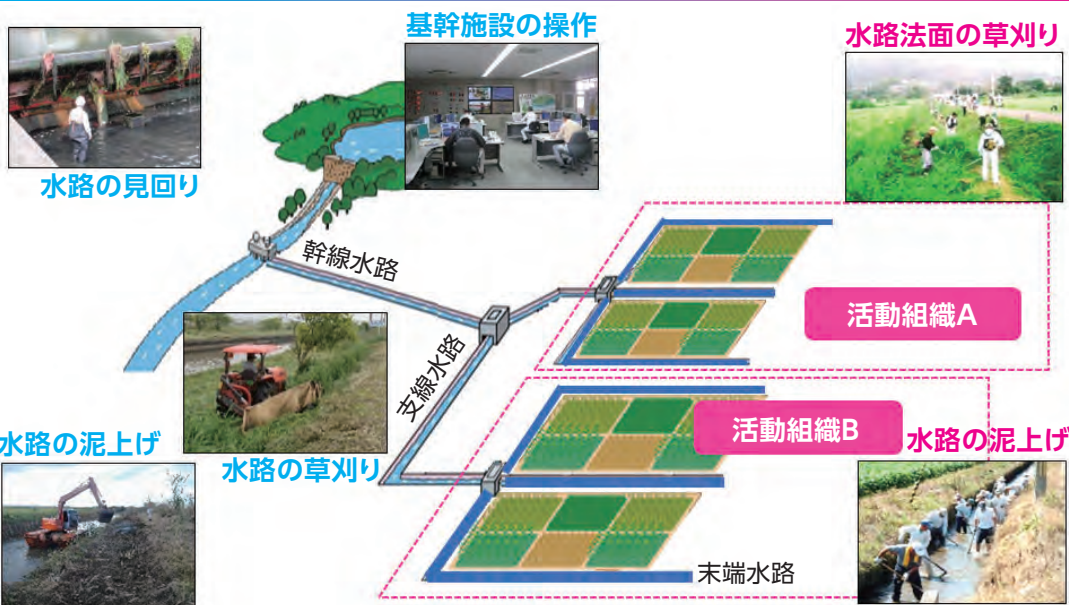 基幹施設の操作
水路法面の草刈り
水路の見回り
幹線水路
活動組織A
支線水路
活動組織B
水路の泥上げ
水路の草刈り
水路の泥上げ
末端水路